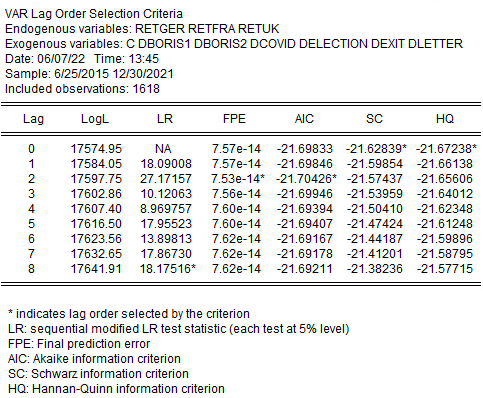 VAR Lag Order Selection Criteria
Endogenous variables: RETGER RETFRA RETUK
Exogenous variables: C DBORIS1 DBORIS2 DCOVID DELECTION DEXIT DLETTER
Date: 06/07/22 Time: 13:45
Sample: 6/25/2015 12/30/2021
Included observations: 1618
Lag LogL LR FPE AIC SC HQ
0 17574.95 NA 7.57e-14 -21.69833 -21.62839* -21.67238*
1 17584.05 18.09008 7.57e-14 -21.69846 -21.59854 -21.66138
2 17597.75 27.17157 7.53e-14* -21.70426* -21.57437 -21.65606
3 17602.86 10.12063 7.56e-14 -21.69946 -21.53959 -21.64012
4 17607.40 8.969757 7.60e-14 -21.69394 -21.50410 -21.62348
5 17616.50 17.95523 7.60e-14 -21.69407 -21.47424 -21.61248
6 17623.56 13.89813 7.62e-14 -21.69167 -21.44187 -21.59896
7 17632.65 17.86730 7.62e-14 -21.69178 -21.41201 -21.58795
8 17641.91 18.17516* 7.62e-14 -21.69211 -21.38236 -21.57715
* indicates lag order selected by the criterion
LR: sequential modified LR test statistic (each test at 5% level)
FPE: Final prediction error
AIC: Akaike information criterion
SC: Schwarz information criterion
HQ: Hannan-Quinn information criterion